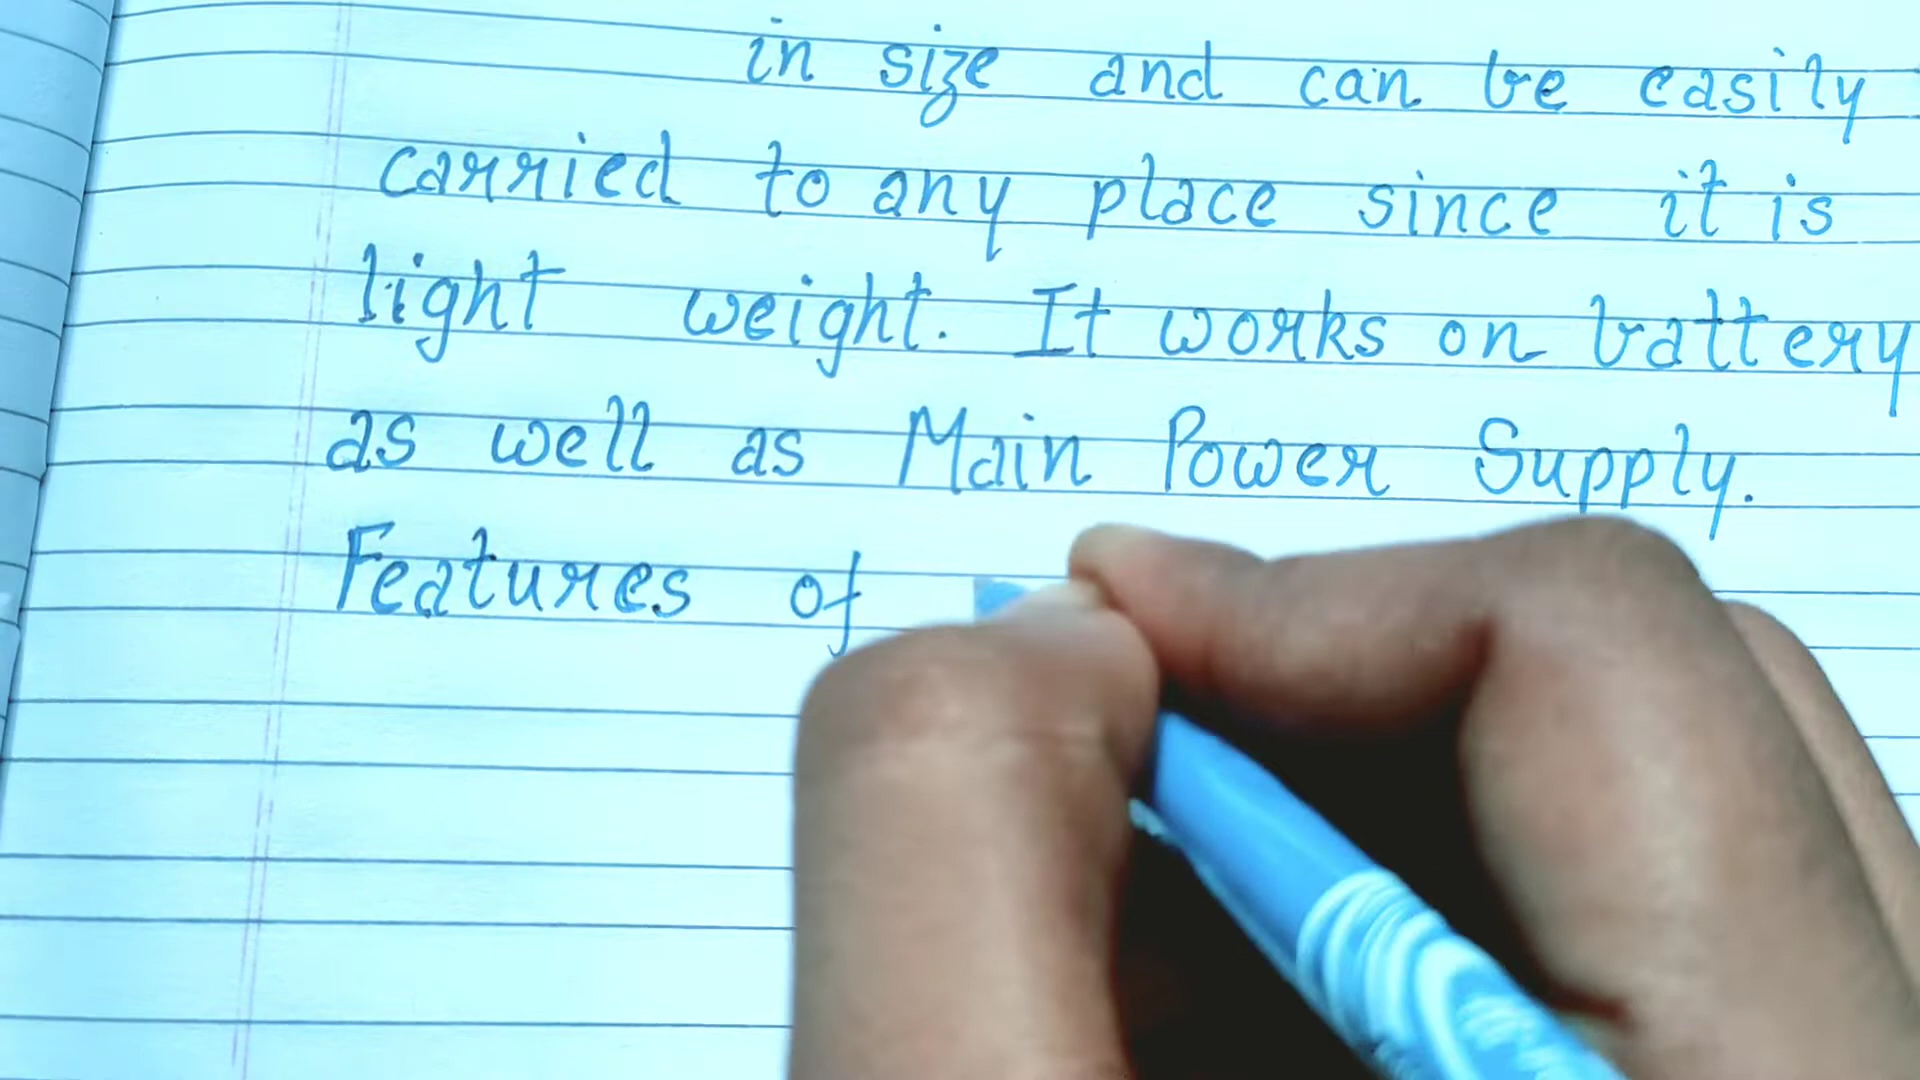 in size and can be easily
carried to any place since it is
light weight. It works on battery
as well as Main Power Supply.
Features of